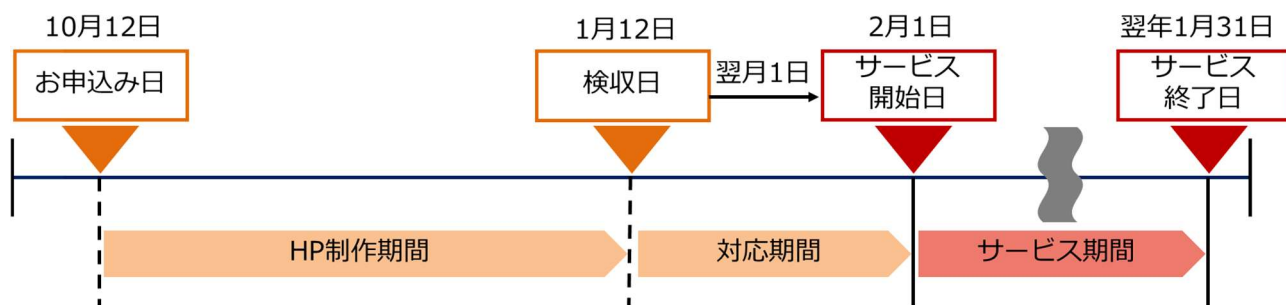 10月12日
お申込み日
1月12日
検収日
翌月1日
2月1日
サービス
開始日
翌年1月31日
サービス
終了日
HP制作期間
対応期間
サービス期間